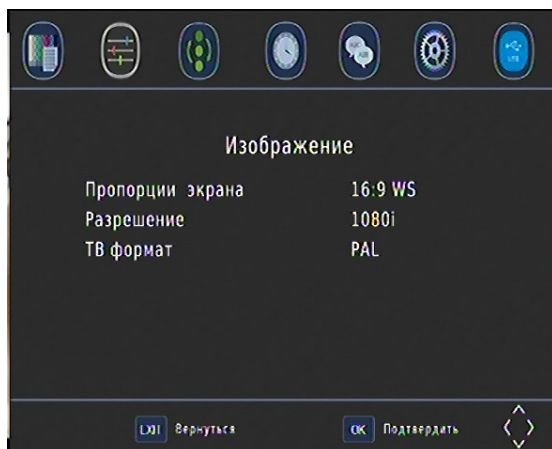 Изображение
Пропорции экрана 16:9 WS
Разрешение 1080i
ТВ формат PAL
EXIT Вернуться OK Подтвердить